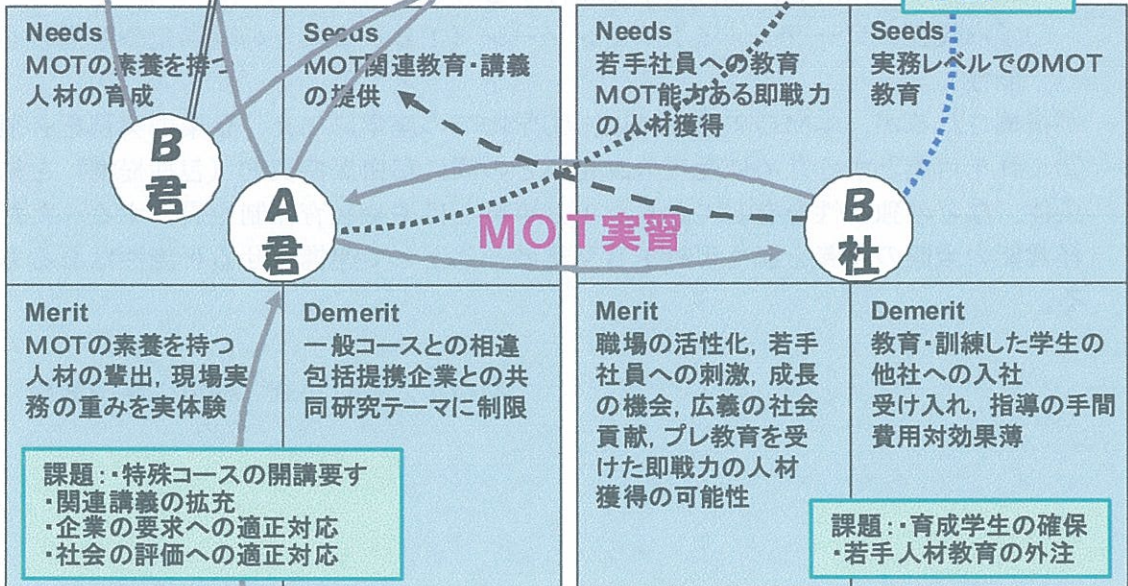 Needs
MOTの素養を持つ
人材の育成
Seeds
MOT関連教育・講義
の提供
B
君
A
君
Merit
MOTの素養を持つ
人材の輩出，現場実
務の重みを実体験
Demerit
一般コースとの相違
包括提携企業との共
同研究テーマに制限
課題：・特殊コースの開講要す
・関連講義の拡充
・企業の要求への適正対応
・社会の評価への適正対応
MOT実習
Needs
若手社員への教育
MOT能力ある即戦力
の人材獲得
Seeds
実務レベルでのMOT
教育
B
社
Merit
職場の活性化，若手
社員への刺激，成長
の機会，広義の社会
貢献，プレ教育を受
けた即戦力の人材
獲得の可能性
Demerit
教育・訓練した学生の
他社への入社
受け入れ，指導の手間
費用対効果薄
課題：・育成学生の確保
・若手人材教育の外注